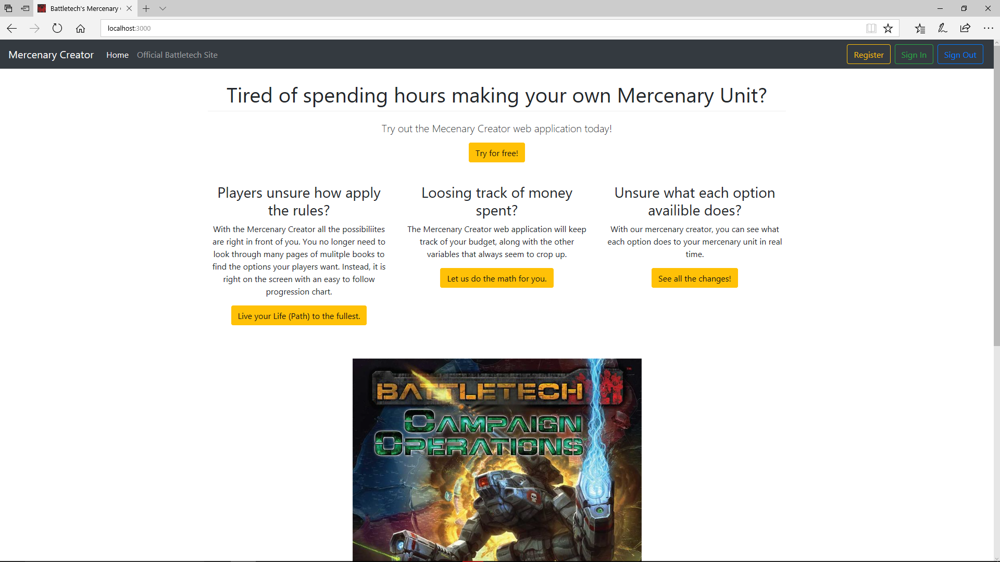 Battletech's Mercenary
localhost:3000
Mercenary Creator Home Official Battletech Site Register Sign In Sign Out
Tired of spending hours making your own Mercenary Unit?
Try out the Mecenary Creator web application today!
Try for free!
Players unsure how apply
the rules?
With the Mercenary Creator all the possibiliites
are right in front of you. You no longer need to
look through many pages of mulitple books to
find the options your players want. Instead, it is
right on the screen with an easy to follow
progression chart.
Live your Life (Path) to the fullest.
Loosing track of money
spent?
The Mercenary Creator web application will keep
track of your budget, along with the other
variables that always seem to crop up.
Let us do the math for you.
Unsure what each option
availible does?
With our mercenary creator, you can see what
each option does to your mercenary unit in real
time.
See all the changes!
BATTLETECH
TM
CAMPAIGN
OPERATIONS